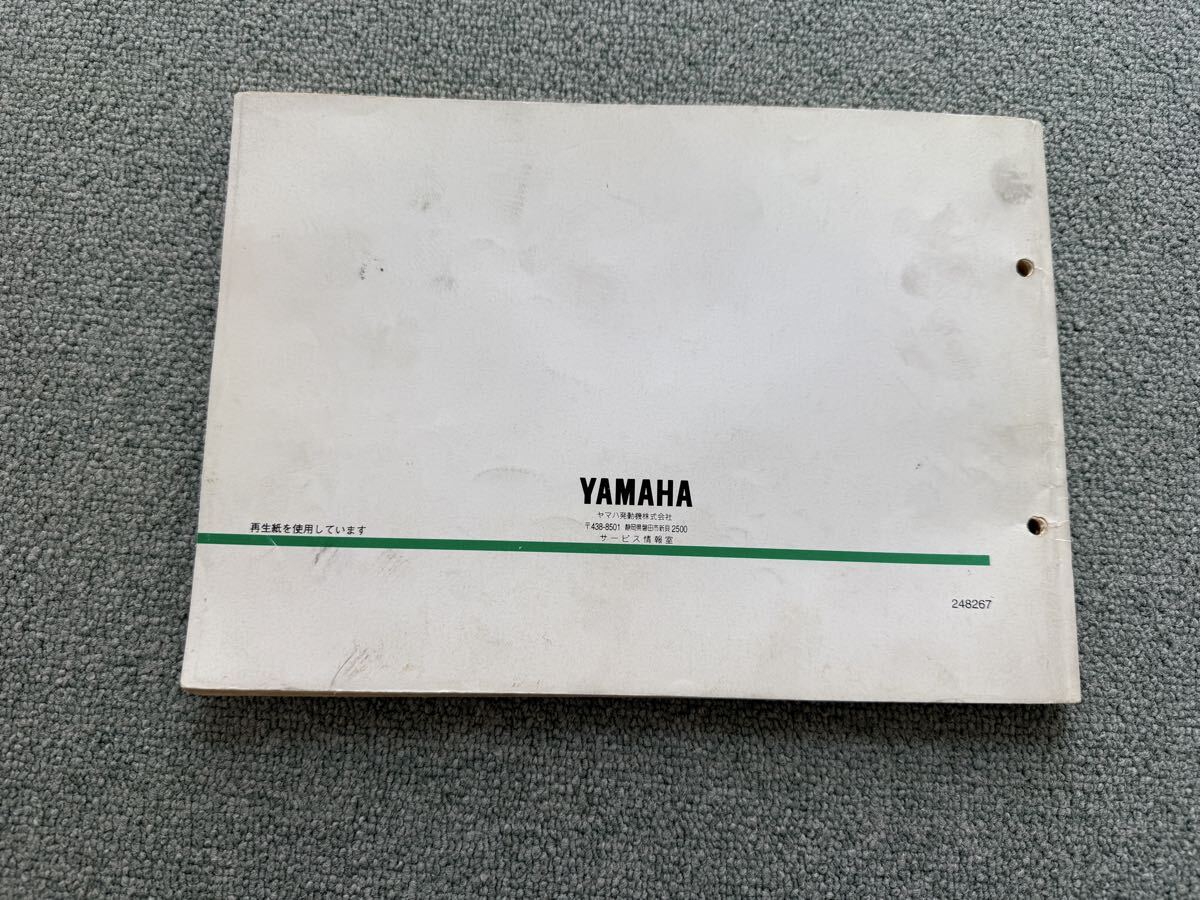 YAMAHA
ヤマハ発動機株式会社
〒438-8501 静岡県磐田市新貝2500
サービス情報室
再生紙を使用しています
248267